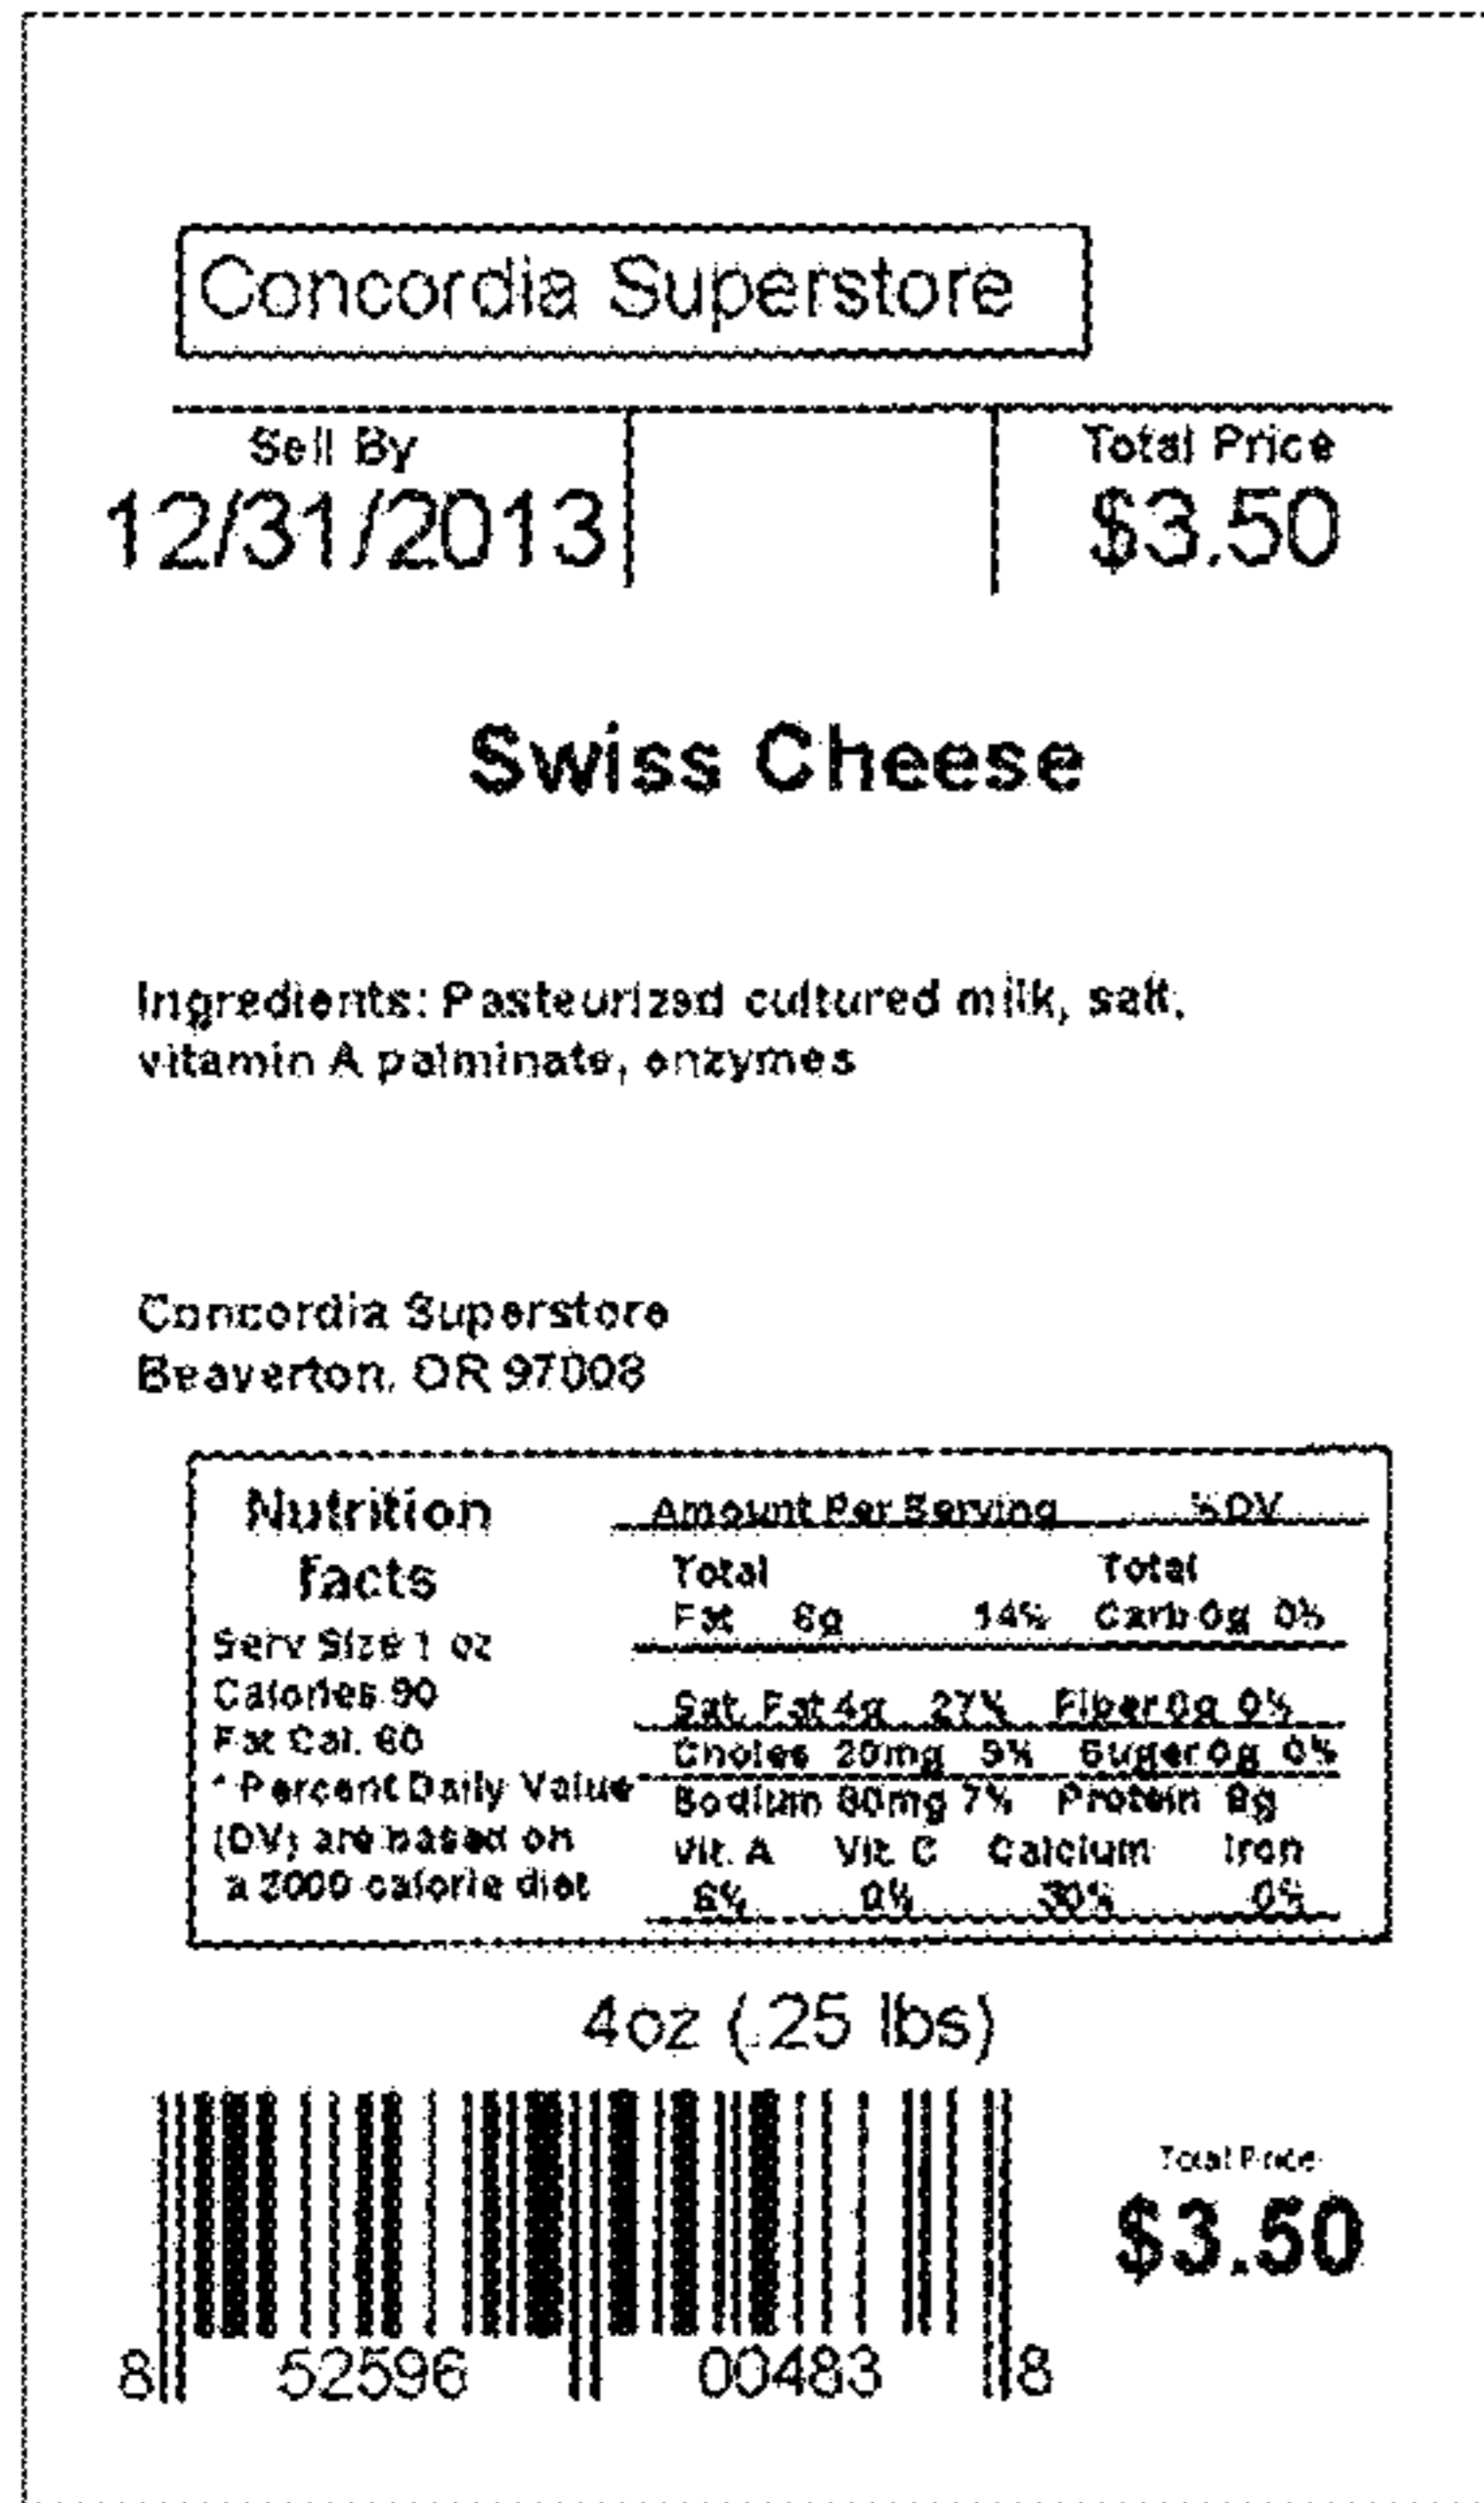 Concordia Superstore
Sell By
12/31/2013
Total Price
$3.50
Swiss Cheese
Ingredients: Pasteurized cultured milk, salt,
vitamin A palminate, enzymes
Concordia Superstore
Beaverton, OR 97008
Nutrition
facts
Serv Size 1 oz
Calories 90
Fat Cal. 60
* Percent Daily Value
(DV) are based on
a 2000 calorie diet
Amount Per Serving %DV
Total Total
Fat 14% Carb 0g 0%
Sat. Fat 4g 27% Fiber 0g 0%
Choles 20mg 9% Suger 0g 0%
Sodium 7% Protein
Vit. A Vit. C Calcium Iron
6% 0% 30% 0%
4oz (.25 lbs)
8 52596 00483 8
Total Price
$3.50